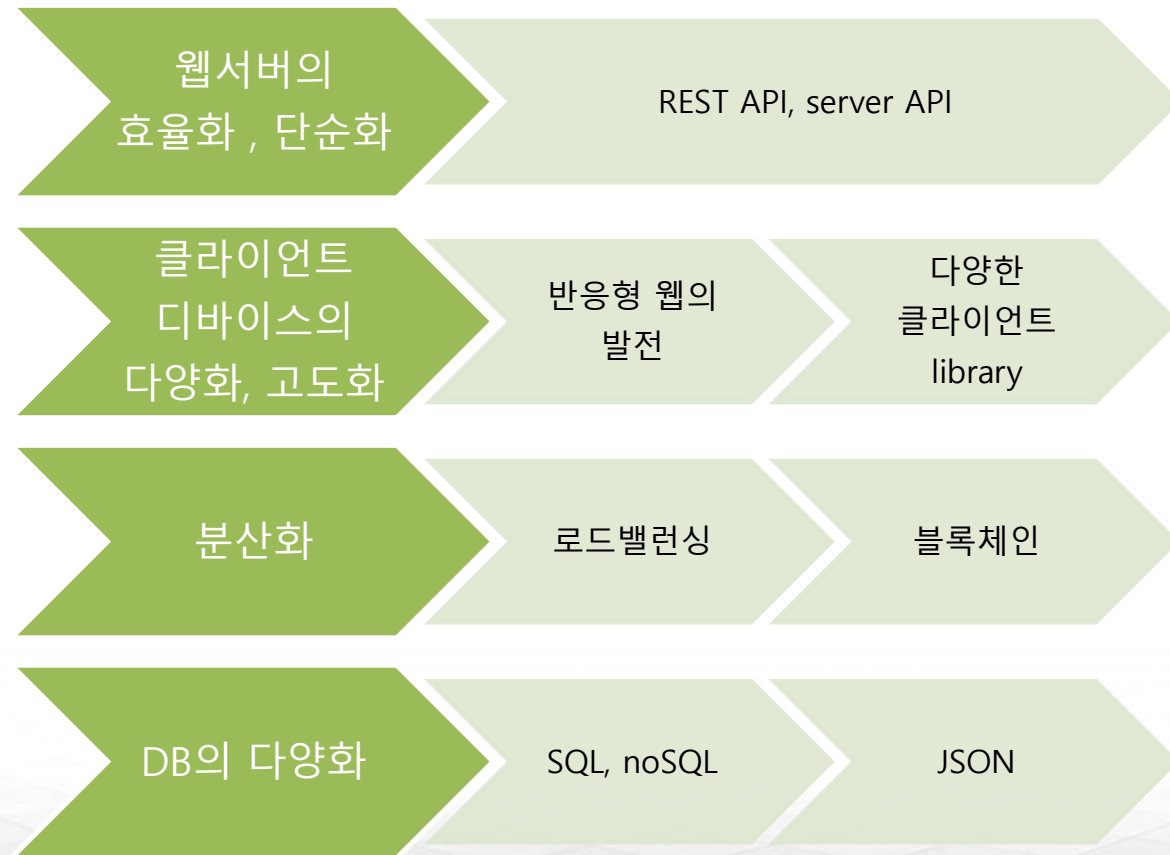 웹서버의
효율화 , 단순화
REST API, server API
클라이언트
디바이스의
다양화, 고도화
반응형 웹의
발전
다양한
클라이언트
library
분산화
로드밸런싱
블록체인
DB의 다양화
SQL, noSQL
JSON